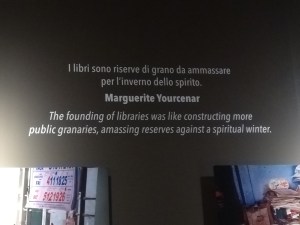 I libri sono riserve di grano da ammassare
per l'inverno dello spirito.
Marguerite Yourcenar
The founding of libraries was like constructing more
public granaries, amassing reserves against a spiritual winter.